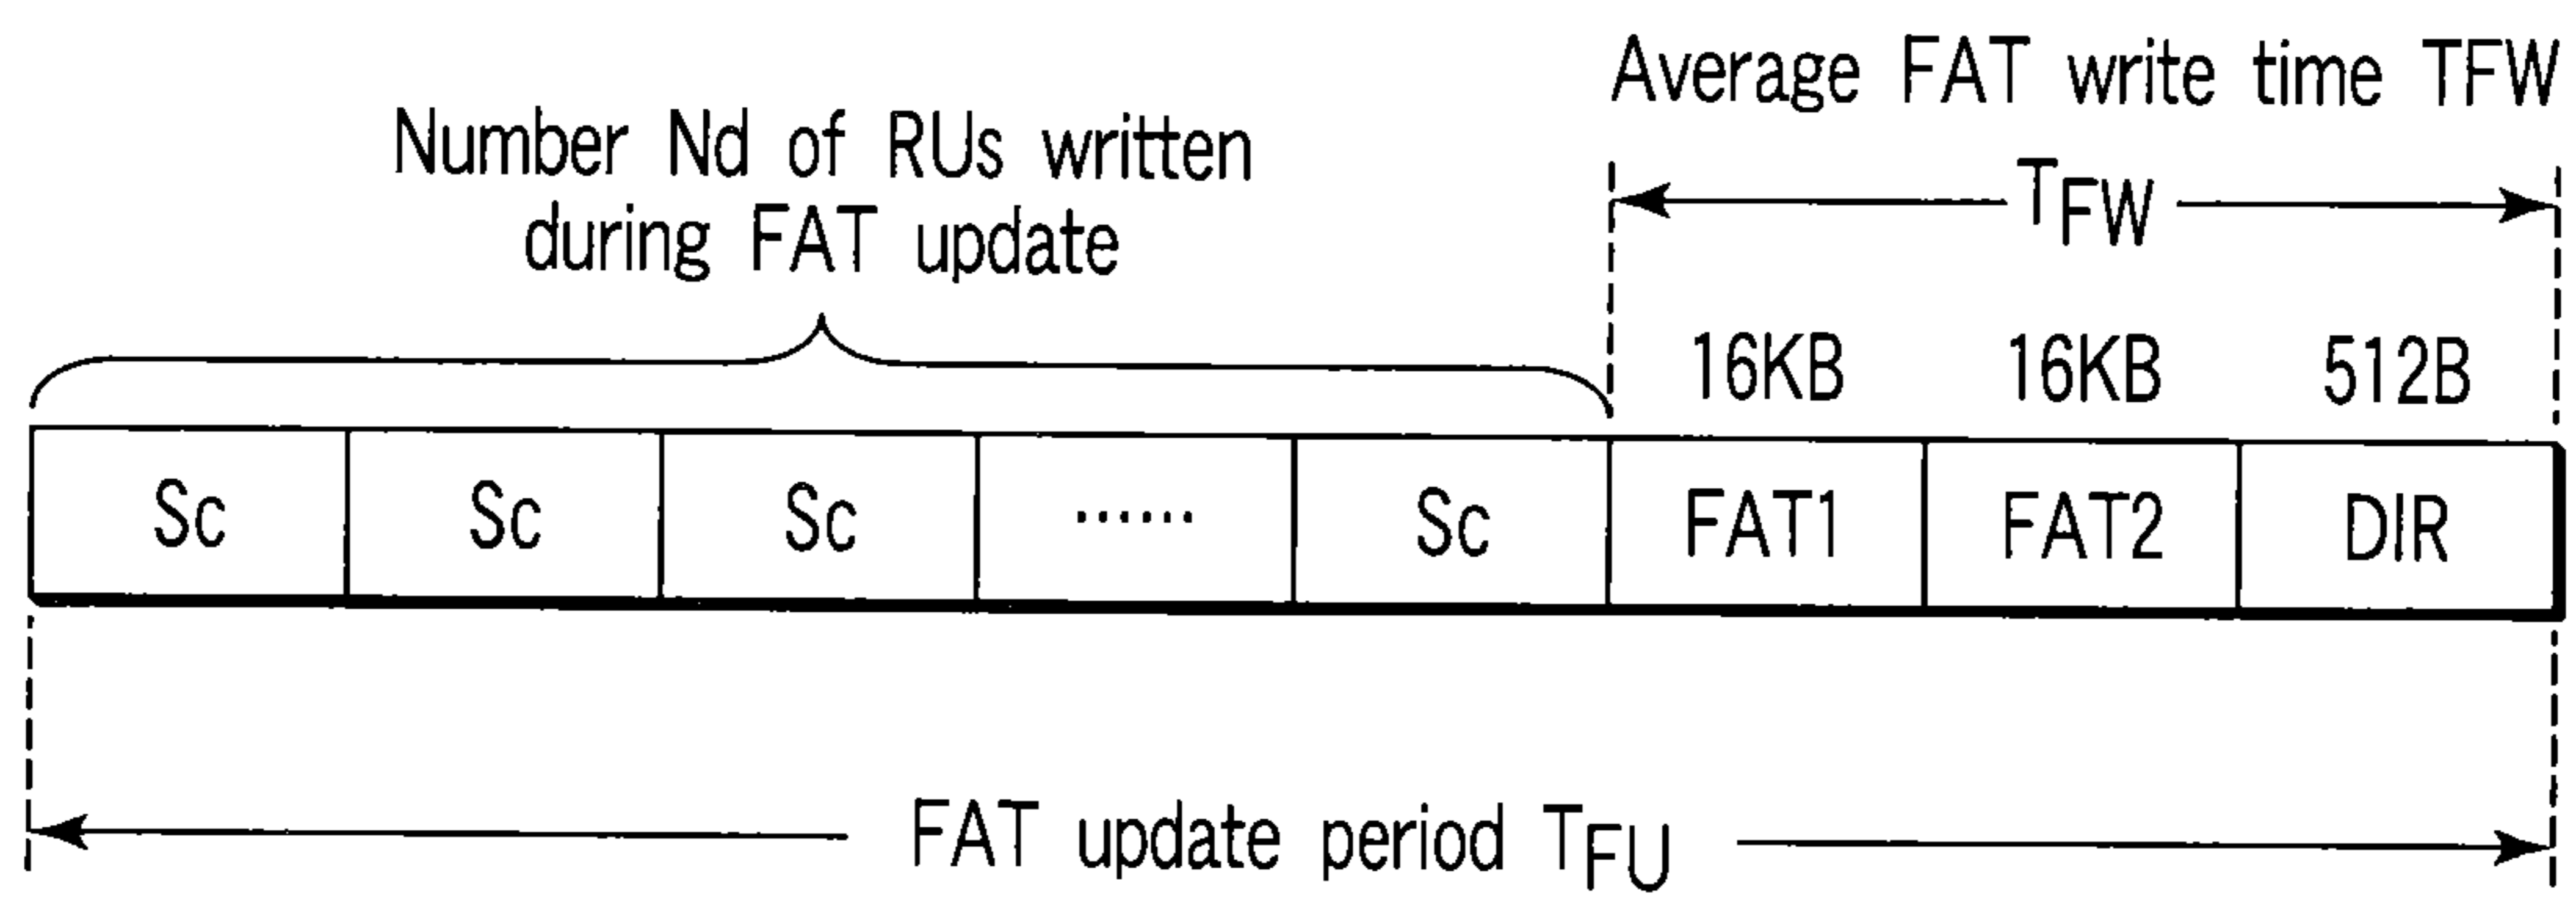 Average FAT write time TFW
Number Nd of RUs written
during FAT update
TFW
16KB 16KB 512B
Sc Sc Sc ...... Sc FAT1 FAT2 DIR
FAT update period TFU